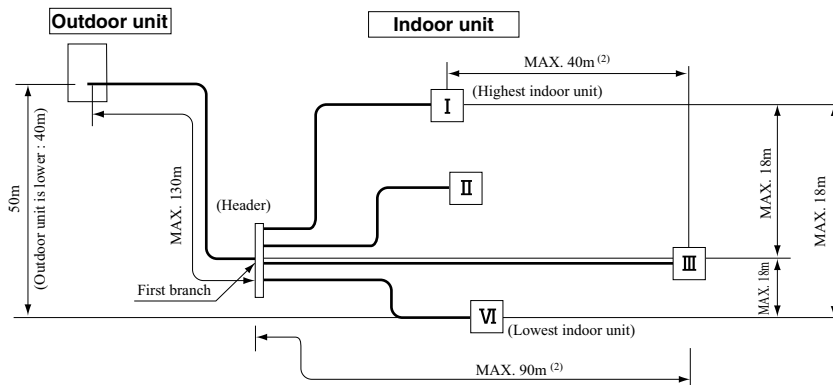 Outdoor unit
Indoor unit
MAX. 40m (2)
I
(Highest indoor unit)
50m
(Outdoor unit is lower : 40m)
MAX. 130m
MAX. 18m
MAX. 18m
II
(Header)
III
First branch
MAX. 18m
VI
(Lowest indoor unit)
MAX. 90m (2)